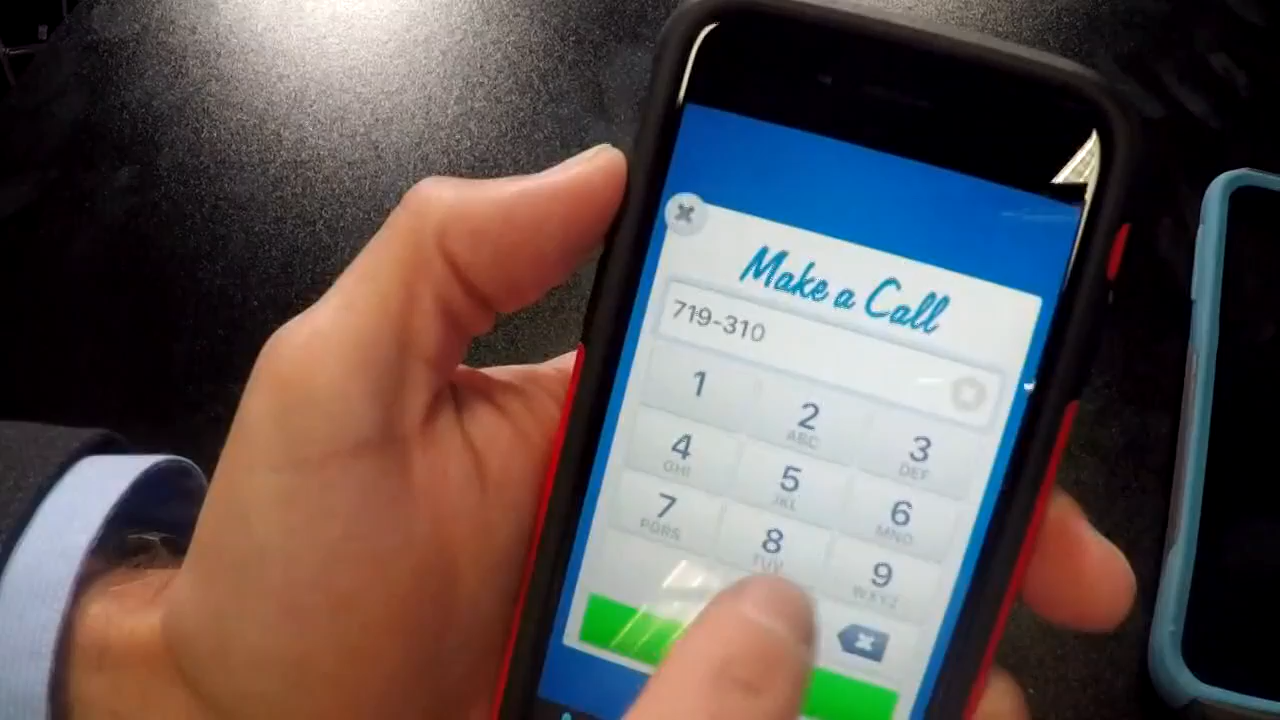 Make a Call
719-310
1
2
ABC
3
DEF
4
GHI
5
JKL
6
MNO
7
PQRS
8
TUV
9
WXYZ